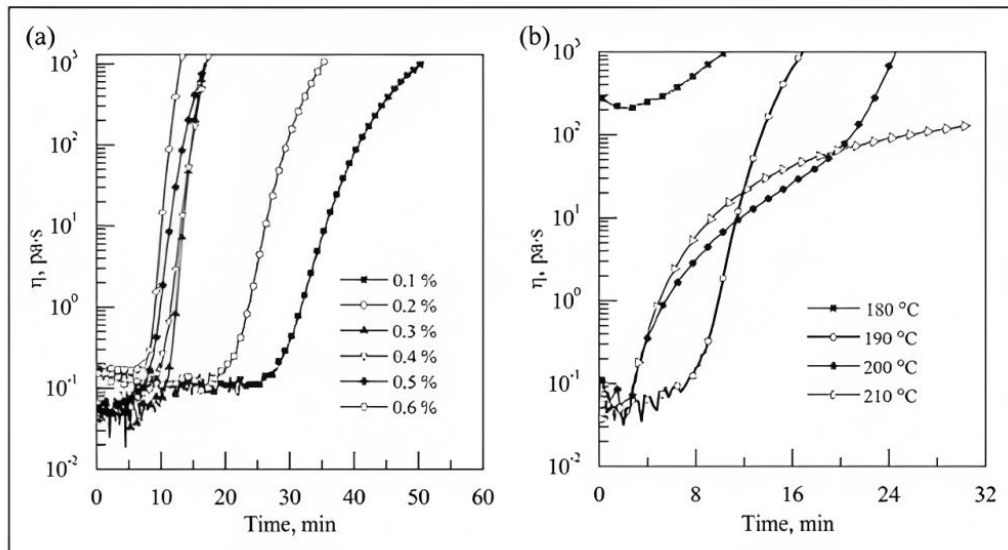 (a)
10³
10²
10¹
10⁰
10⁻¹
10⁻²
η, pa·s
0.1 %
0.2 %
0.3 %
0.4 %
0.5 %
0.6 %
0 10 20 30 40 50 60
Time, min
(b)
10³
10²
10¹
10⁰
10⁻¹
10⁻²
η, pa·s
180 °C
190 °C
200 °C
210 °C
0 8 16 24 32
Time, min